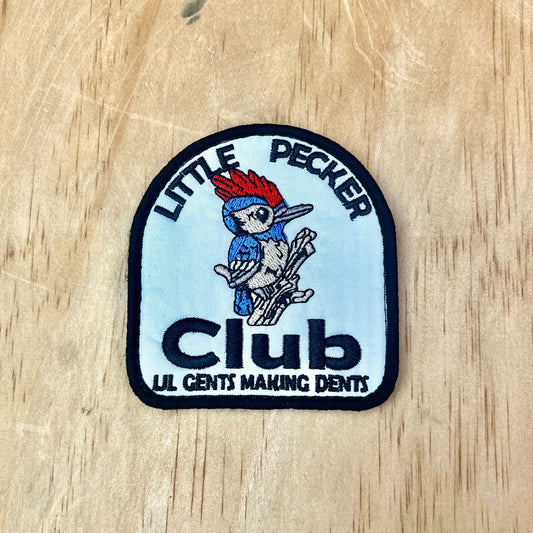 LITTLE PECKER
Club
LIL GENTS MAKING DENTS